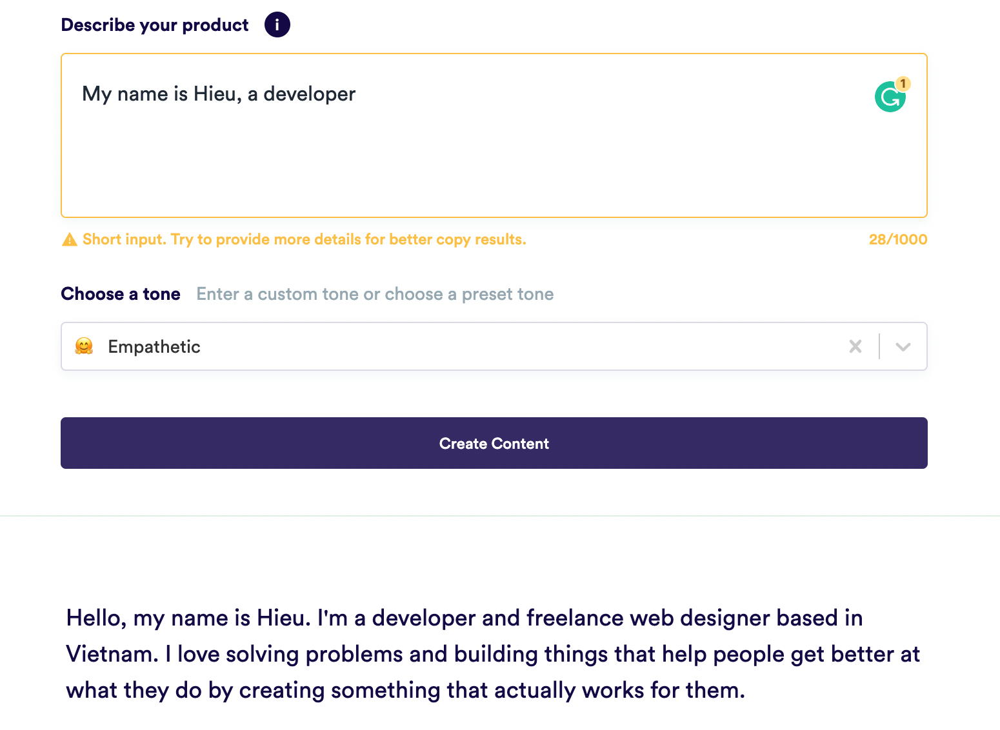 Describe your product i
My name is Hieu, a developer
1
Short input. Try to provide more details for better copy results. 28/1000
Choose a tone Enter a custom tone or choose a preset tone
Empathetic
Create Content
Hello, my name is Hieu. I'm a developer and freelance web designer based in
Vietnam. I love solving problems and building things that help people get better at
what they do by creating something that actually works for them.